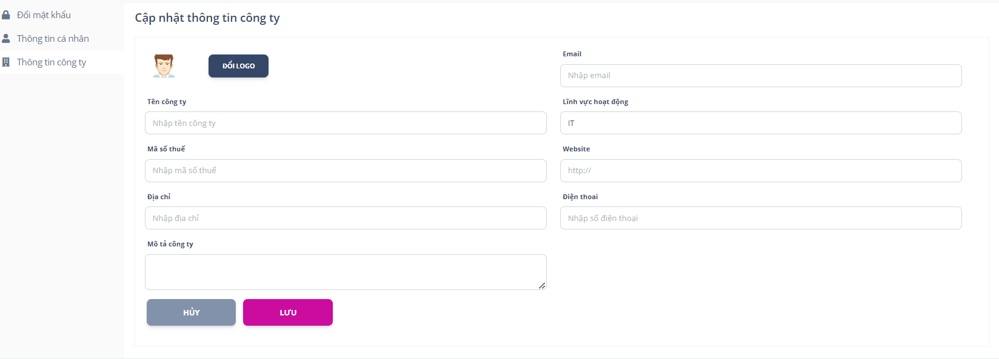 Đổi mật khẩu
Thông tin cá nhân
Thông tin công ty
Cập nhật thông tin công ty
ĐỔI LOGO
Email
Nhập email
Tên công ty
Nhập tên công ty
Lĩnh vực hoạt động
IT
Mã số thuế
Nhập mã số thuế
Website
http://
Địa chỉ
Nhập địa chỉ
Điện thoai
Nhập số điện thoại
Mô tả công ty
HỦY
LƯU